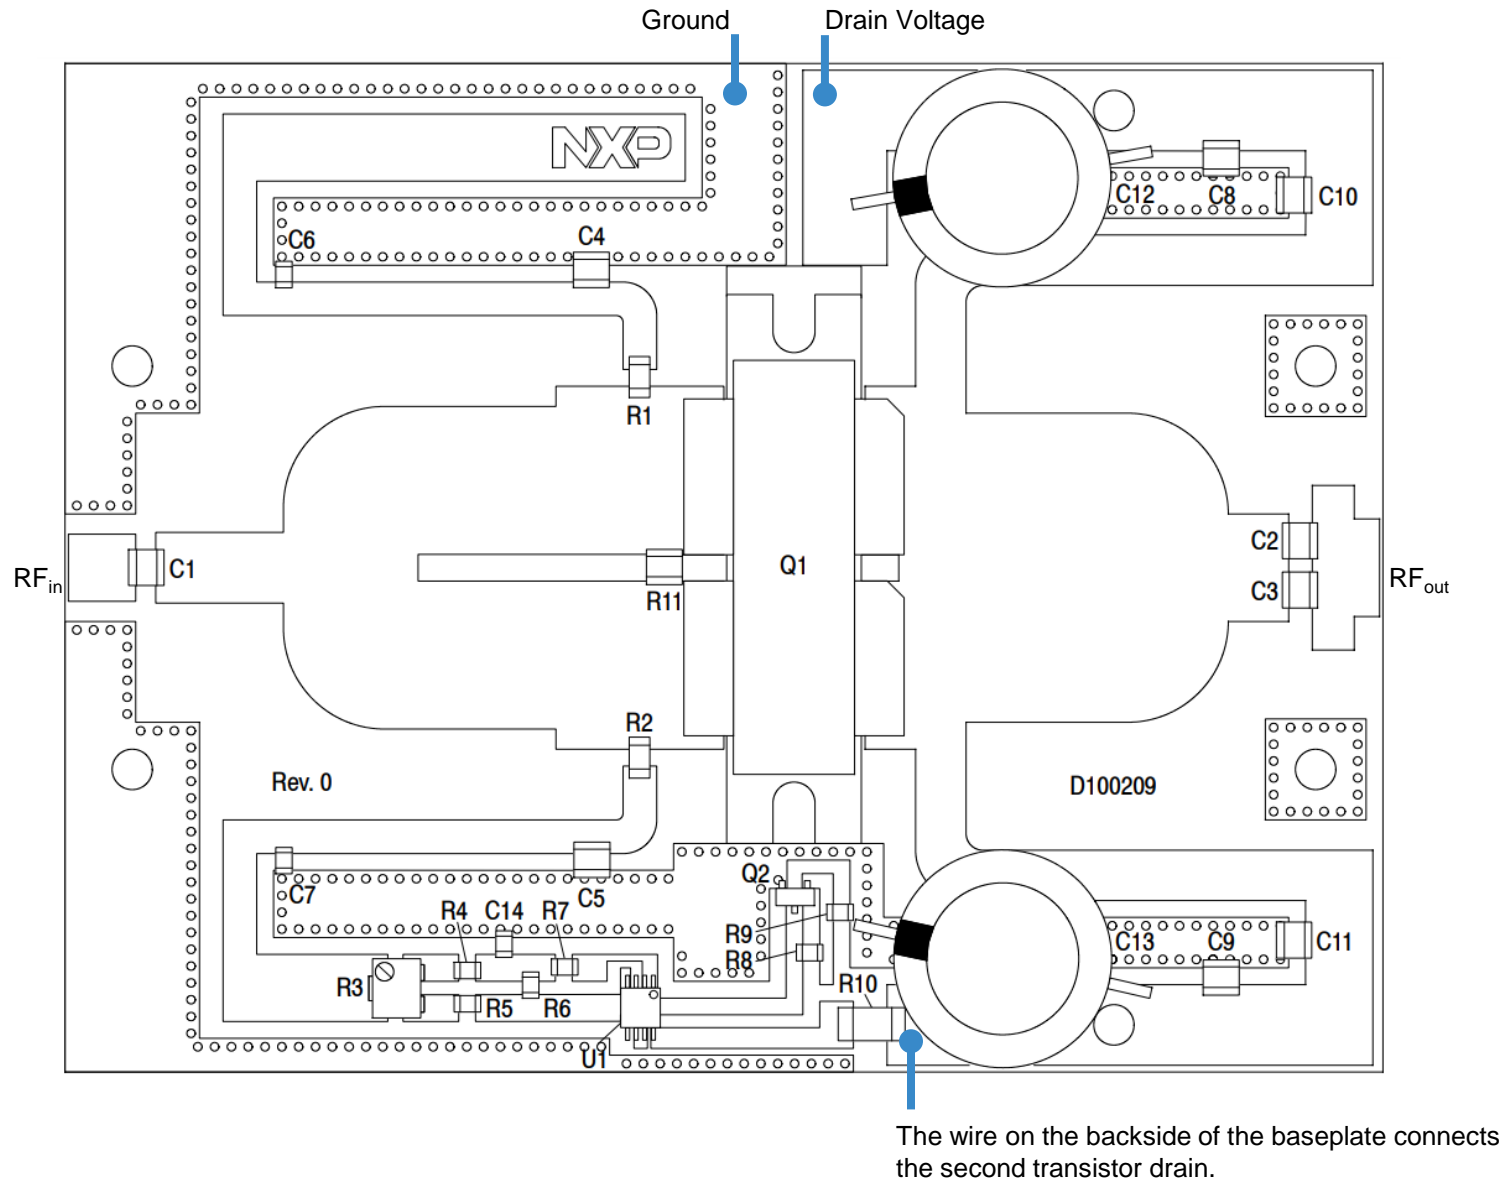 Ground
Drain Voltage
NXP
C12
C8
C10
C6
C4
R1
RFin
C1
R11
Q1
C2
C3
RFout
R2
Rev. 0
D100209
C7
C5
Q2
R4
C14
R7
R9
R8
C13
C9
C11
R3
R5
R6
R10
U1
The wire on the backside of the baseplate connects
the second transistor drain.